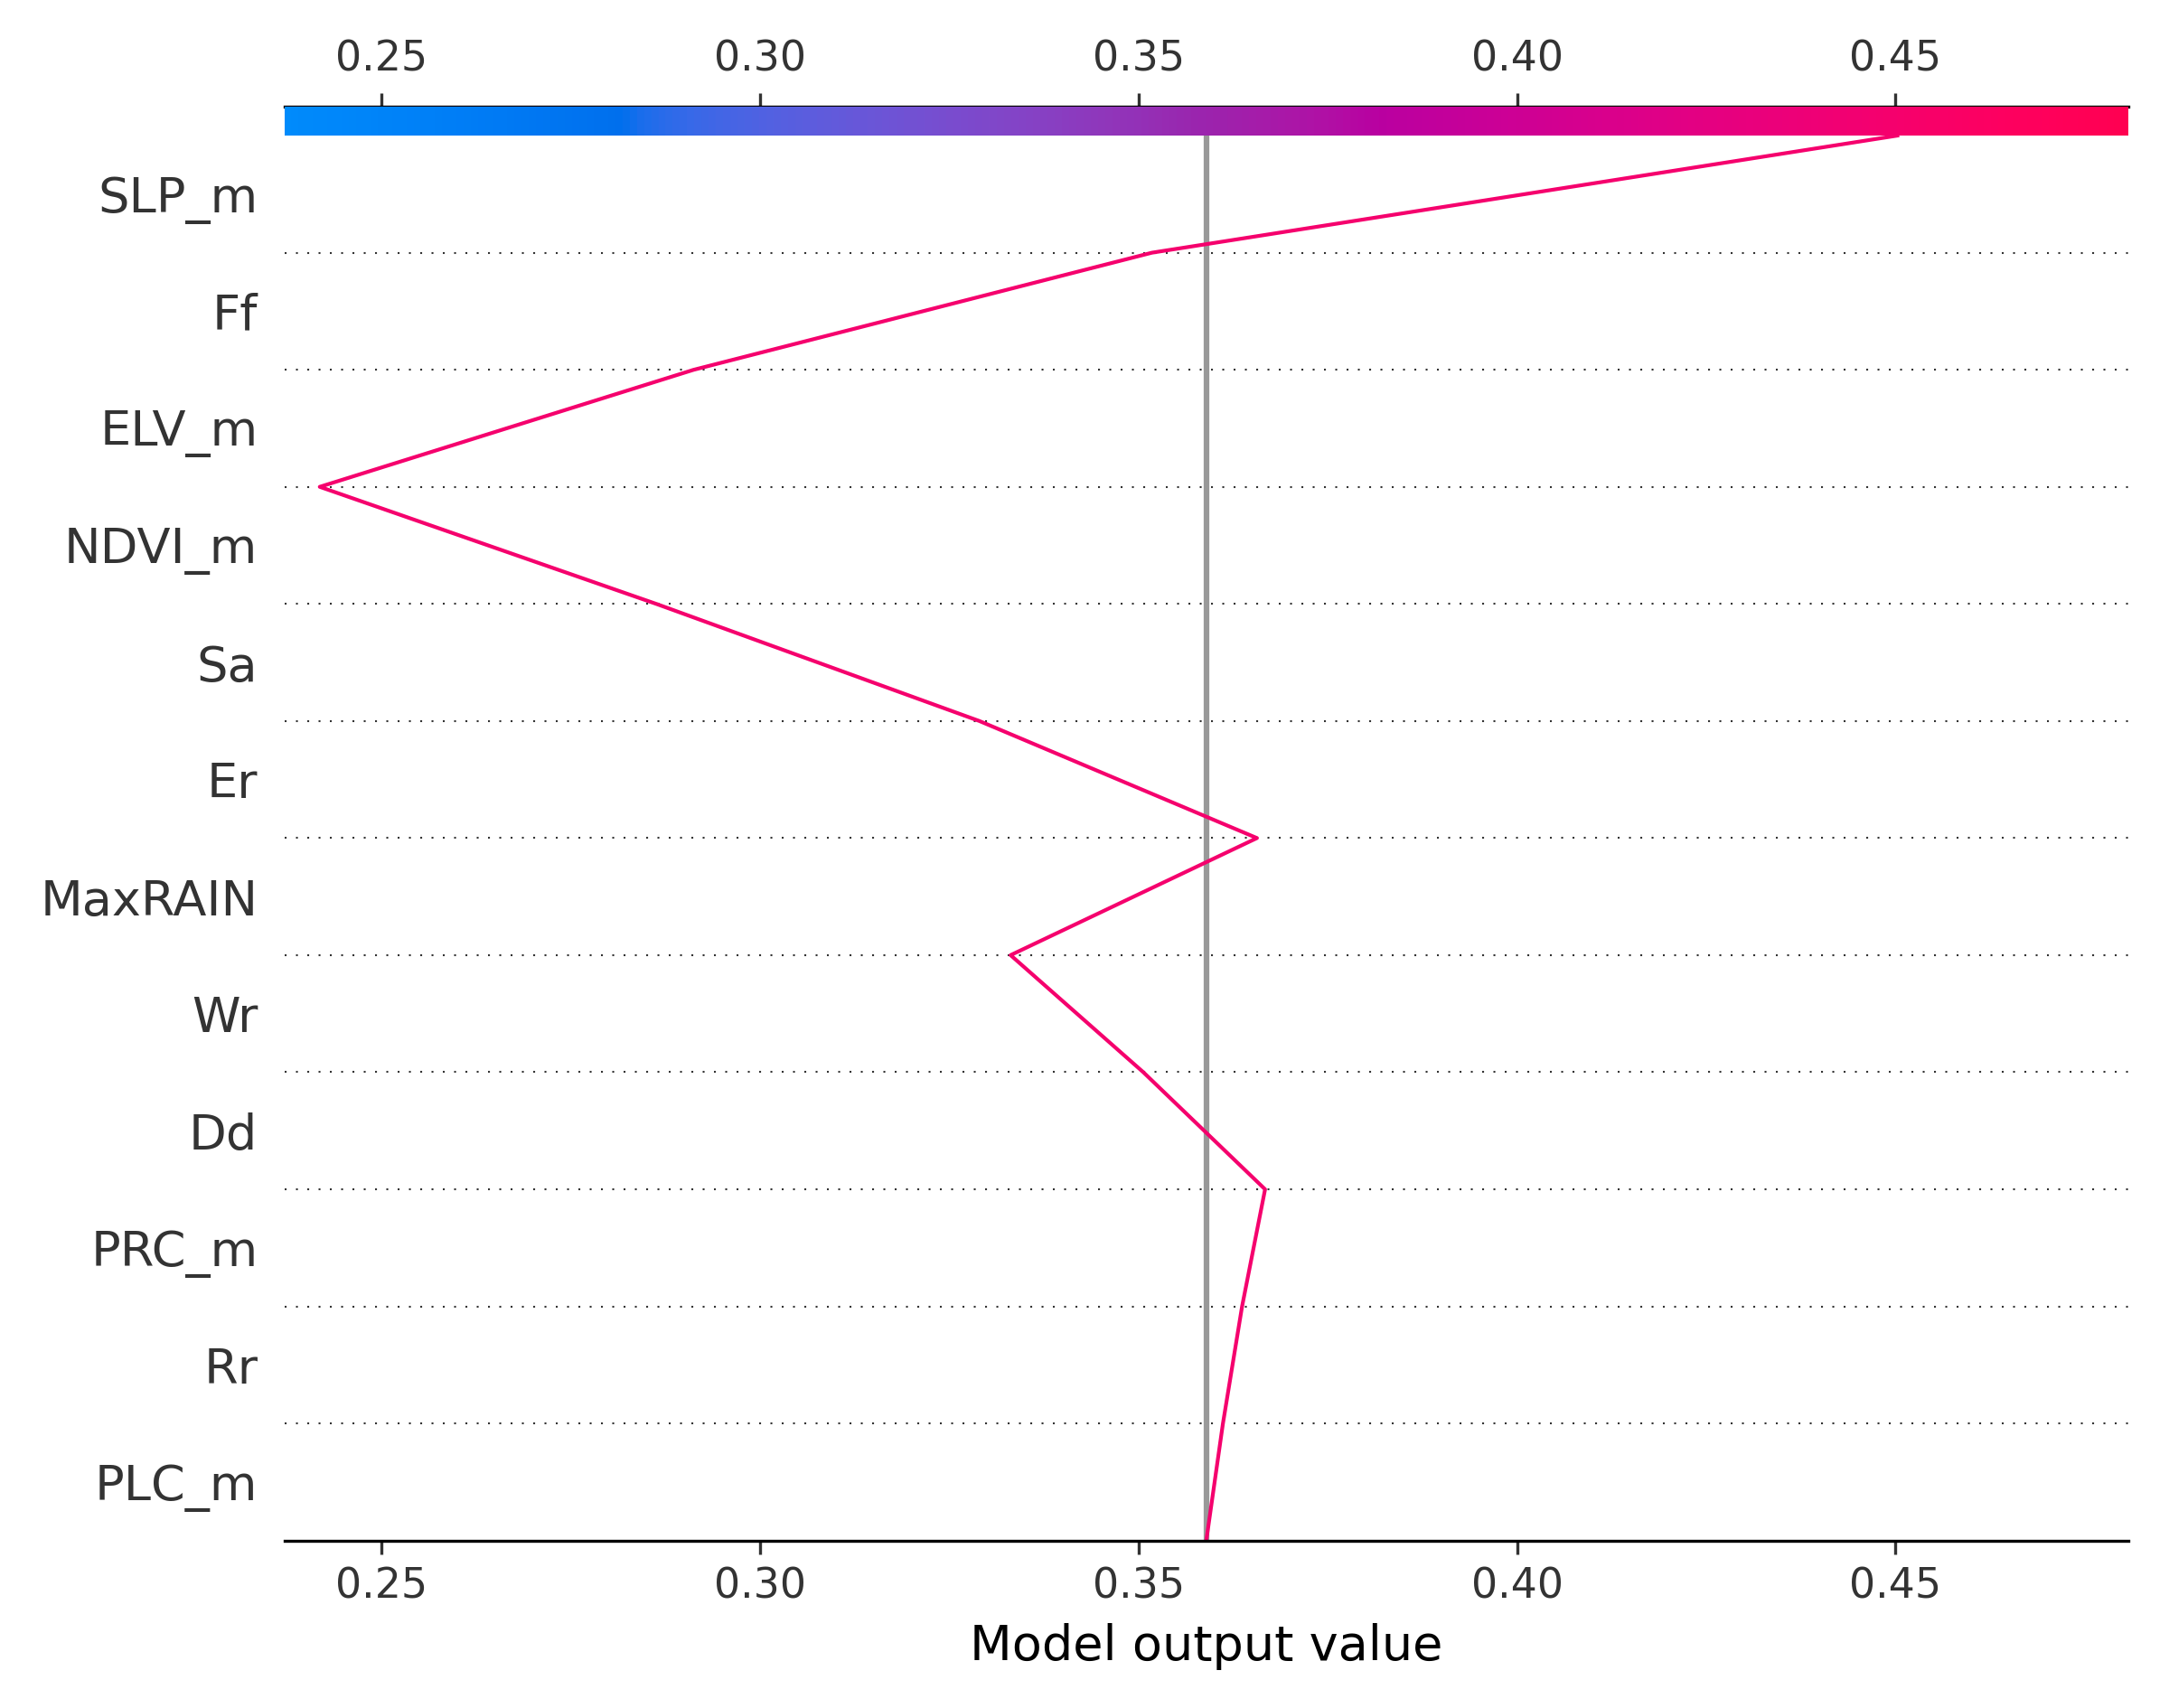 0.25 0.30 0.35 0.40 0.45
SLP_m
Ff
ELV_m
NDVI_m
Sa
Er
MaxRAIN
Wr
Dd
PRC_m
Rr
PLC_m
0.25 0.30 0.35 0.40 0.45
Model output value